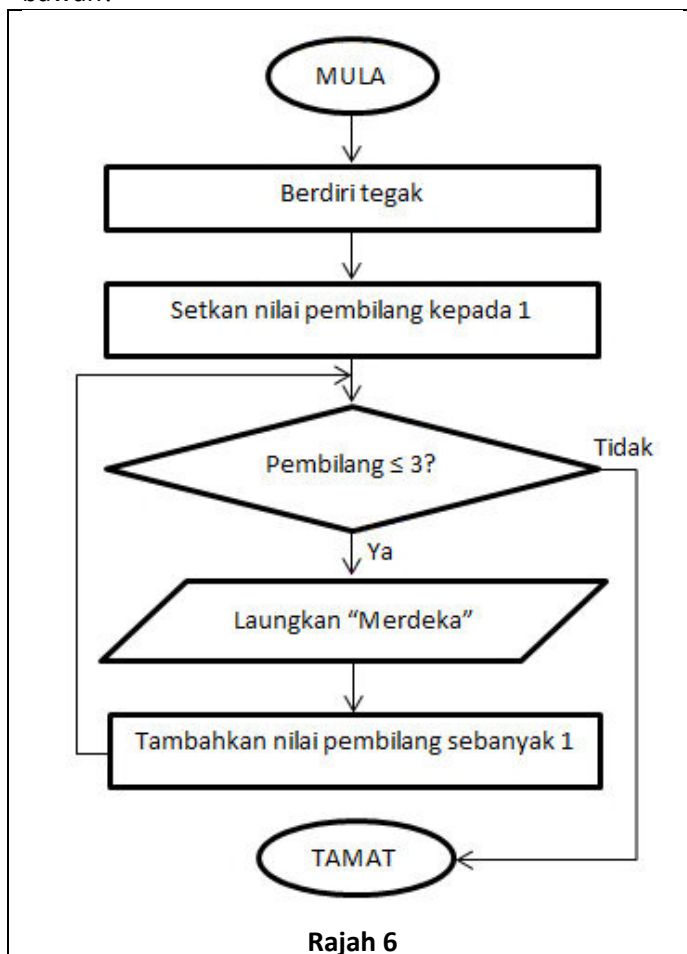 bawah.
MULA
Berdiri tegak
Setkan nilai pembilang kepada 1
Pembilang ≤ 3?
Tidak
Ya
Laungkan “Merdeka”
Tambahkan nilai pembilang sebanyak 1
TAMAT
Rajah 6